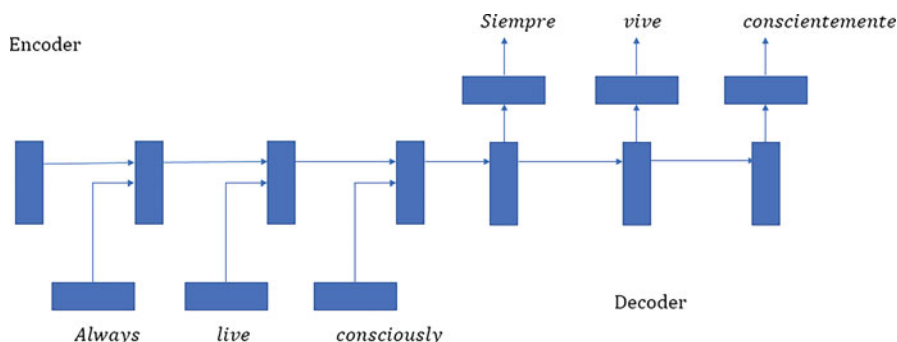 Siempre vive conscientemente
Encoder
Decoder
Always live consciously